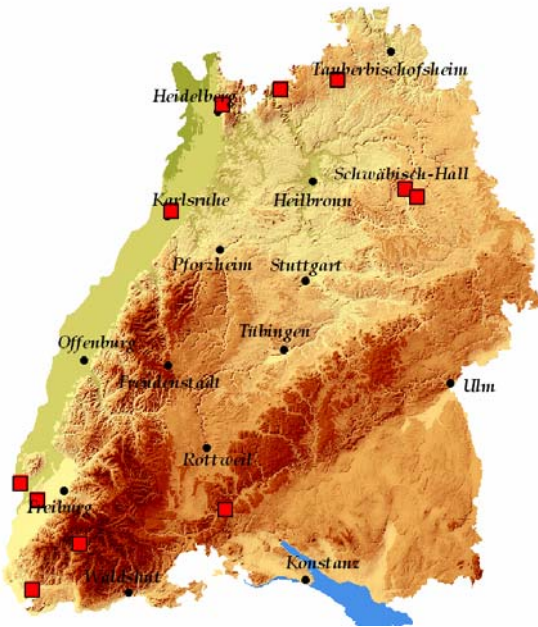 Tauberbischofsheim
Heidelberg
Schwäbisch-Hall
Karlsruhe
Heilbronn
Pforzheim
Stuttgart
Offenburg
Tübingen
Freudenstadt
Ulm
Rottweil
Freiburg
Konstanz
Waldshut